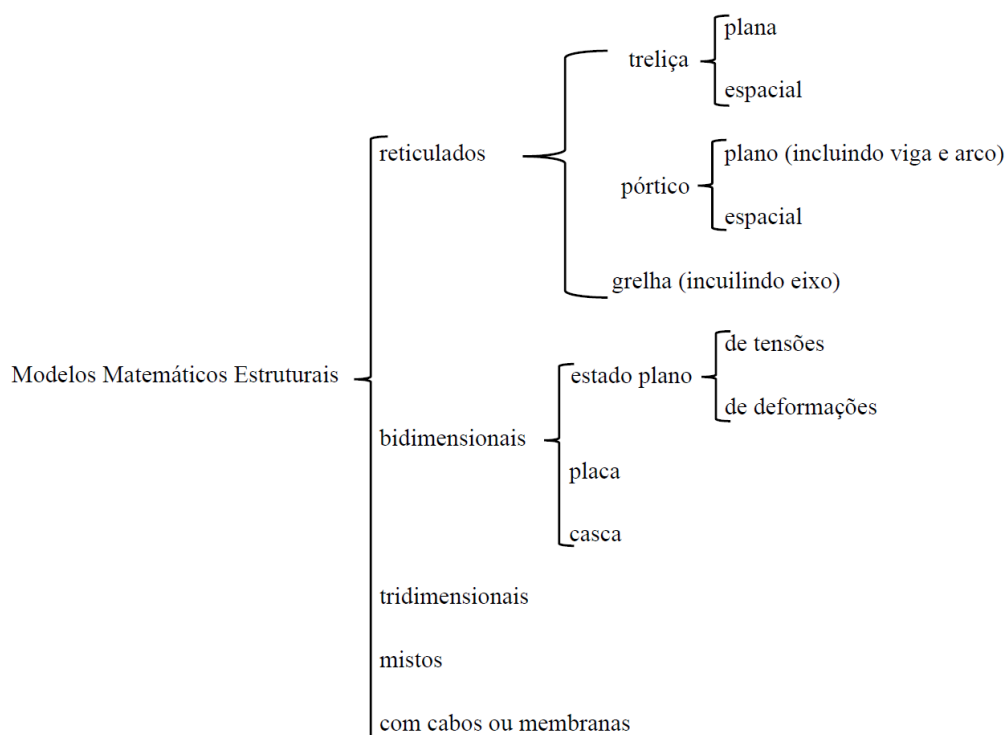 plana
treliça
espacial
reticulados
plano (incluindo viga e arco)
pórtico
espacial
grelha (incuilindo eixo)
Modelos Matemáticos Estruturais
de tensões
estado plano
de deformações
bidimensionais
placa
casca
tridimensionais
mistos
com cabos ou membranas